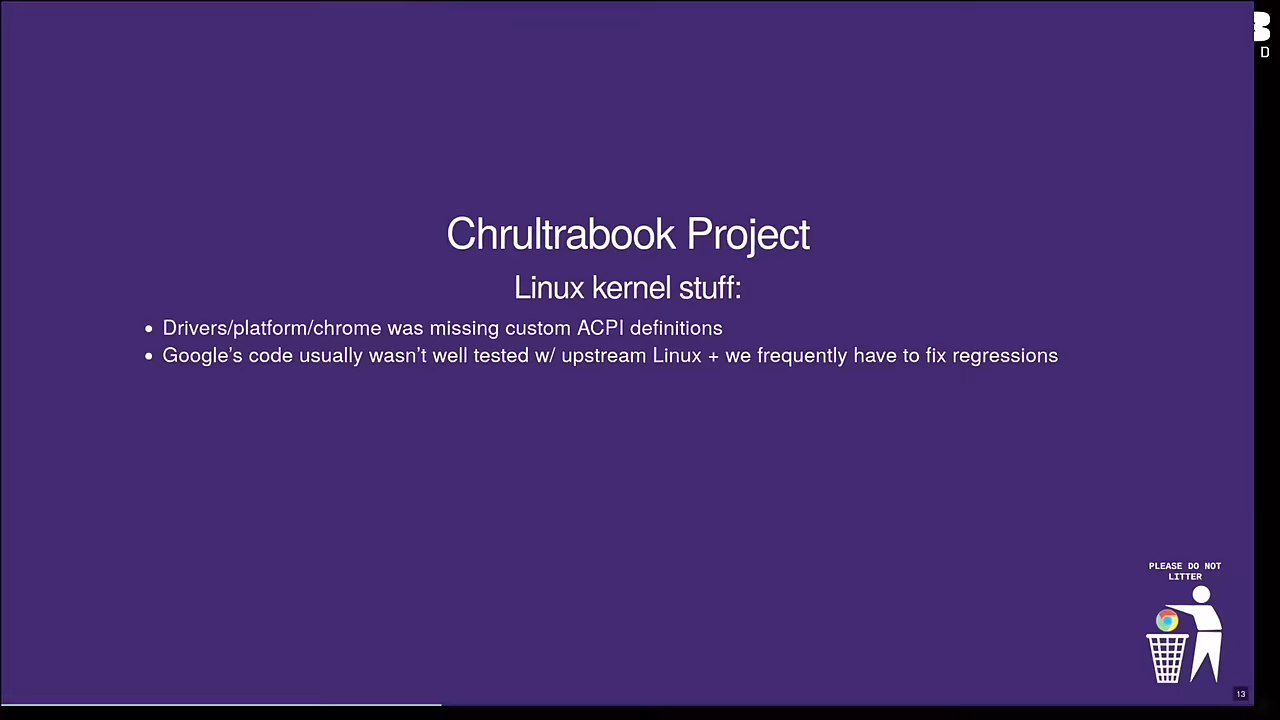 Chrultrabook Project
Linux kernel stuff:
• Drivers/platform/chrome was missing custom ACPI definitions
• Google’s code usually wasn’t well tested w/ upstream Linux + we frequently have to fix regressions
PLEASE DO NOT
LITTER
13
D